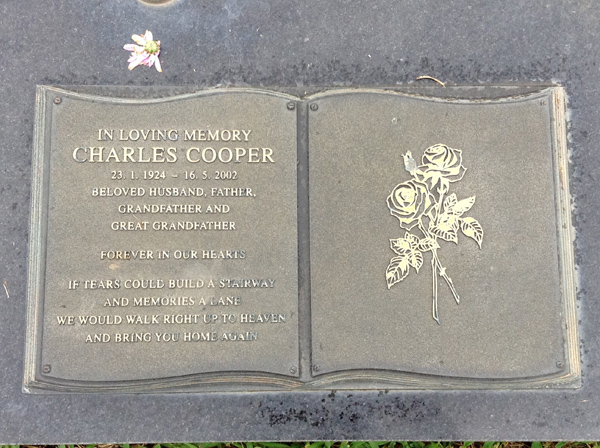 IN LOVING MEMORY
CHARLES COOPER
23. 1. 1924 – 16. 5. 2002
BELOVED HUSBAND, FATHER,
GRANDFATHER AND
GREAT GRANDFATHER
FOREVER IN OUR HEARTS
IF TEARS COULD BUILD A STAIRWAY
AND MEMORIES A LANE
WE WOULD WALK RIGHT UP TO HEAVEN
AND BRING YOU HOME AGAIN